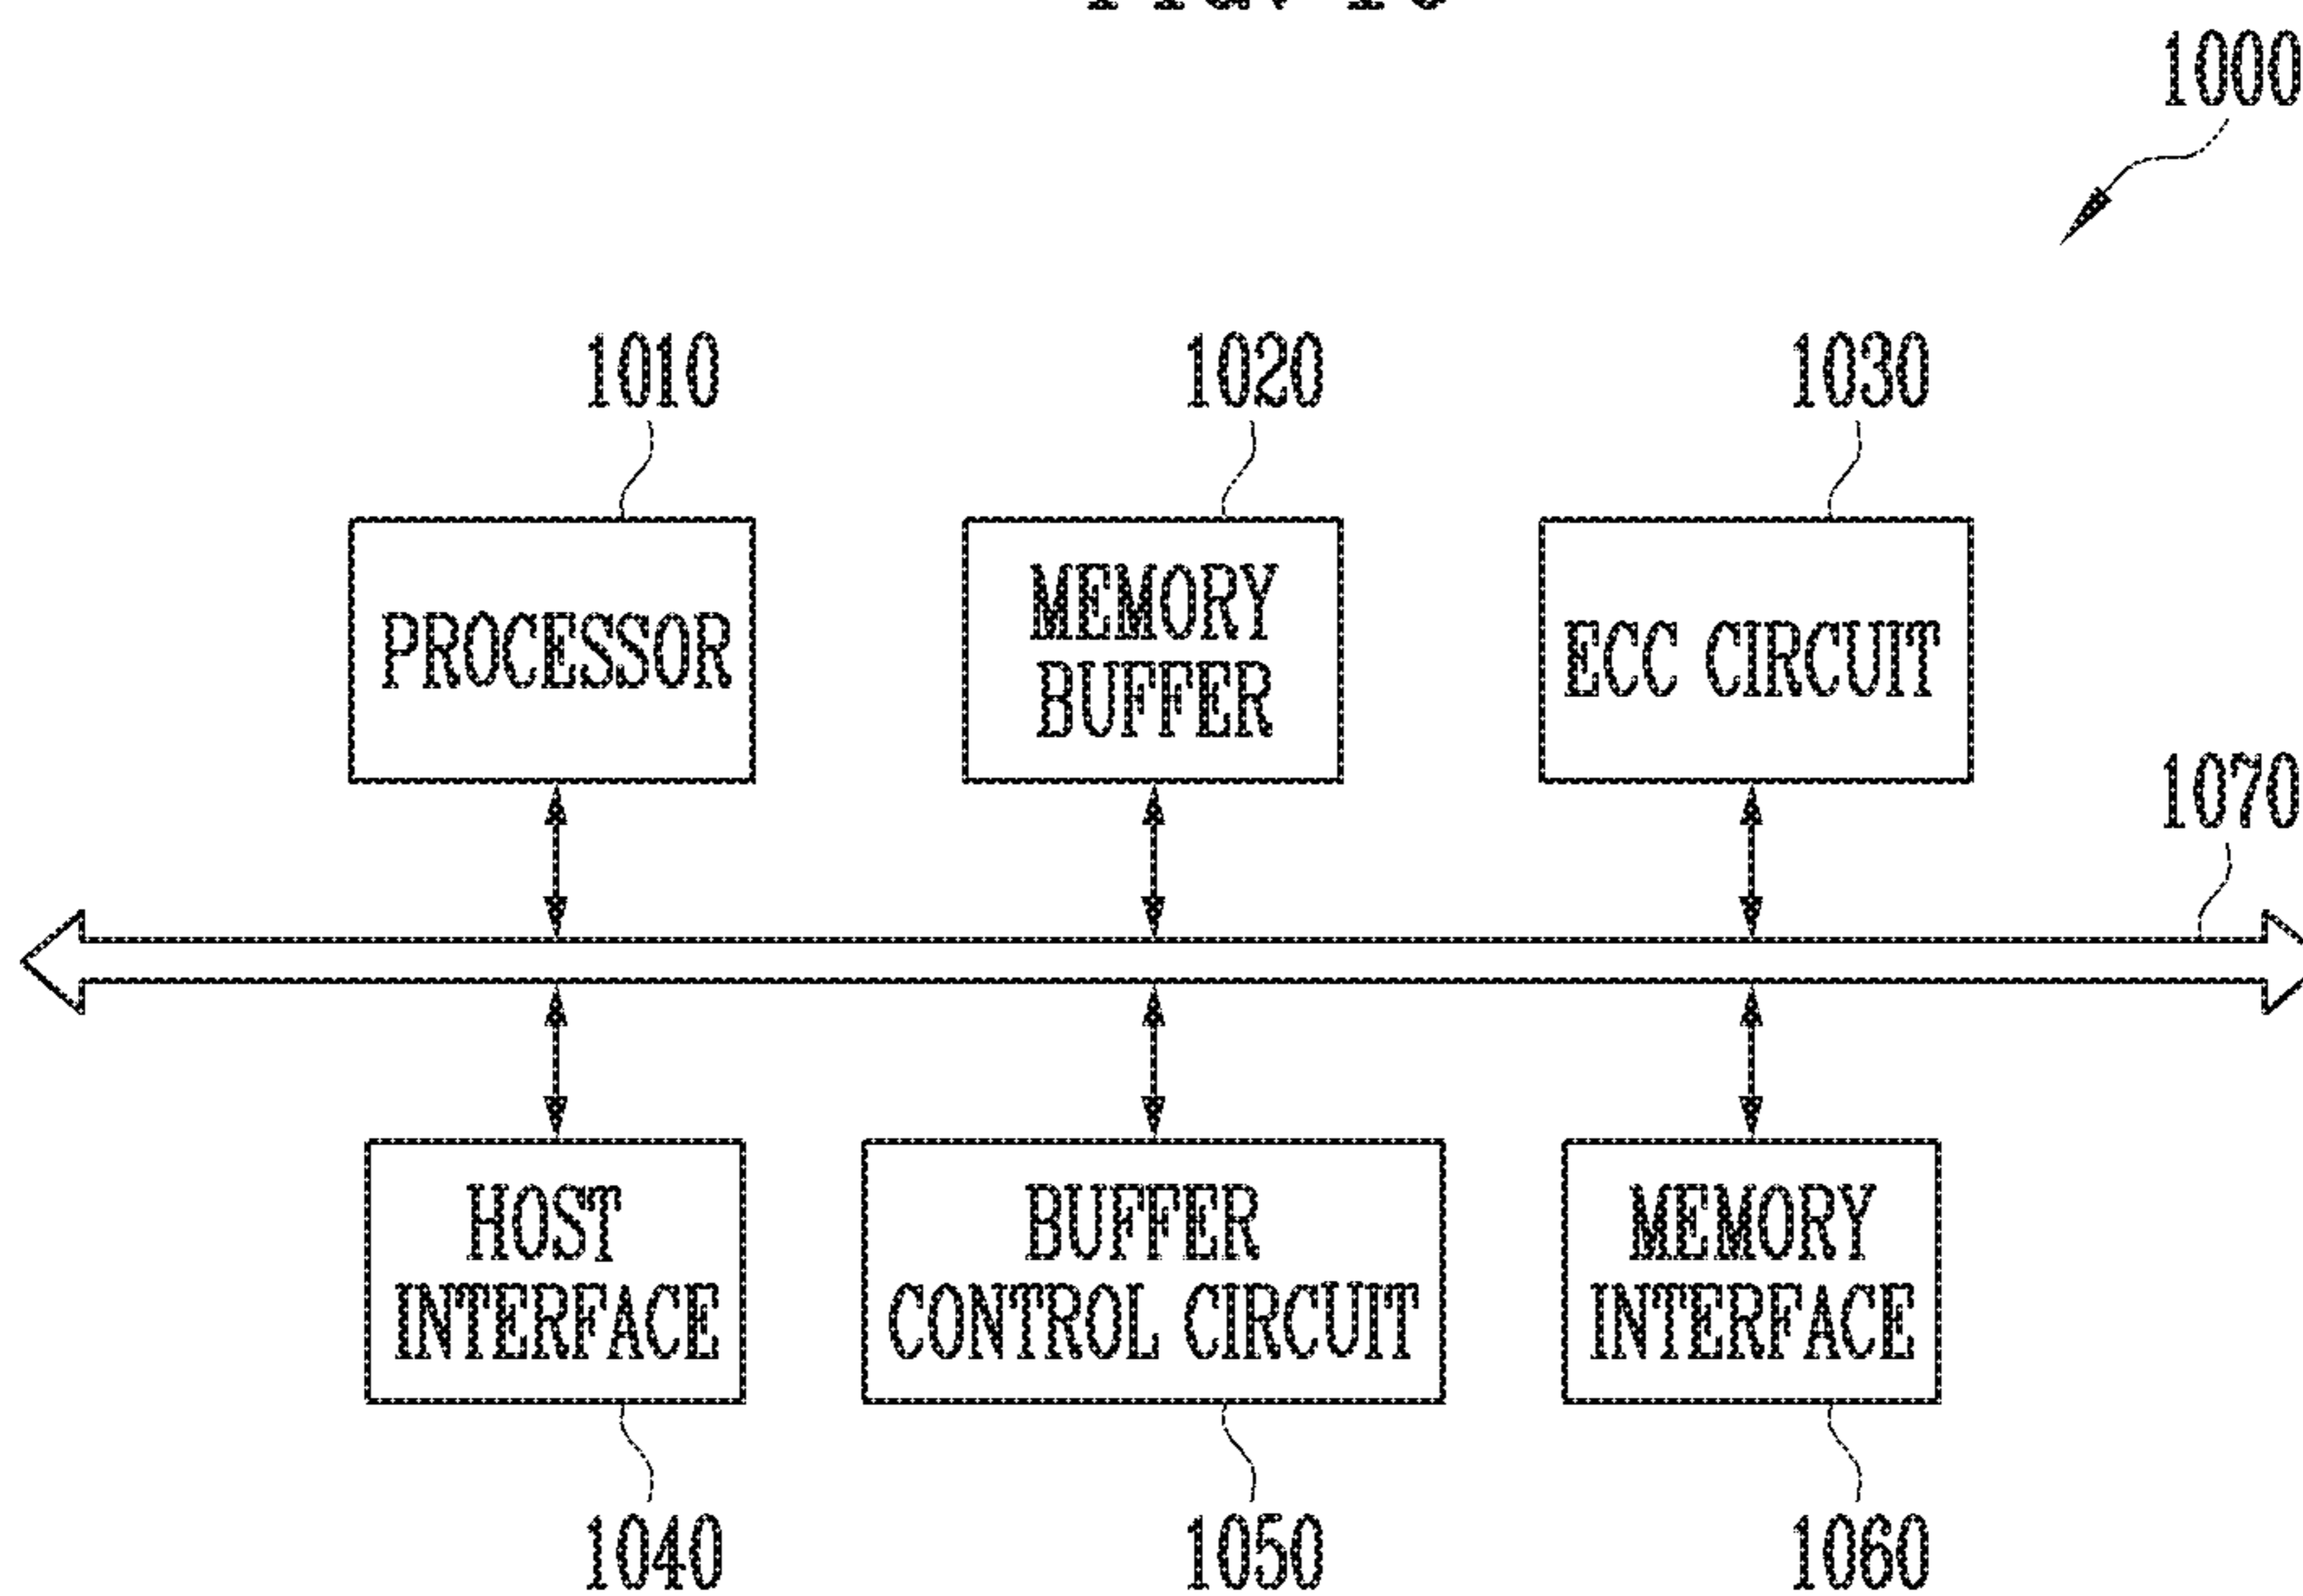 1000
1010
1020
1030
PROCESSOR
MEMORY
BUFFER
ECC CIRCUIT
1070
HOST
INTERFACE
BUFFER
CONTROL CIRCUIT
MEMORY
INTERFACE
1040
1050
1060